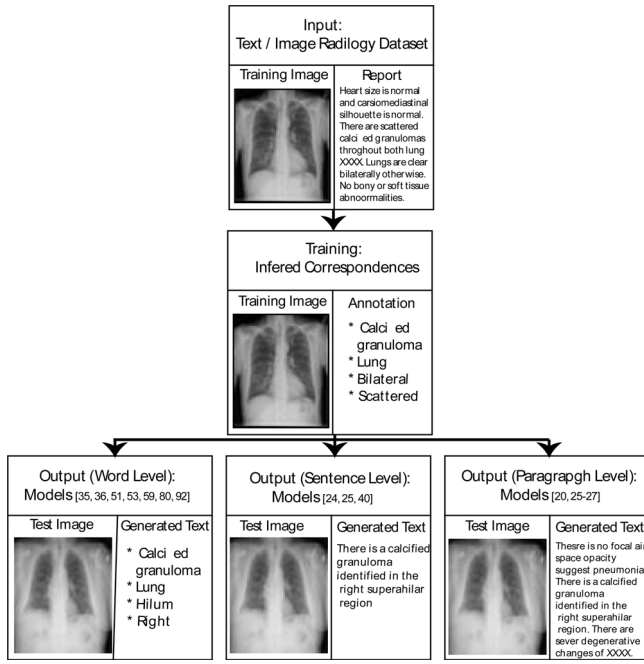 Input:
Text / Image Radilogy Dataset
Training Image
Report
Heart size is normal
and carsiomediastinal
silhouette is normal.
There are scattered
calci ed granulomas
throghout both lung
XXXX. Lungs are clear
bilaterally otherwise.
No bony or soft tissue
abnoormalities.
Training:
Infered Correspondences
Training Image
Annotation
* Calci ed
granuloma
* Lung
* Bilateral
* Scattered
Output (Word Level):
Models [35, 36, 51, 53, 59, 80, 92]
Test Image
Generated Text
* Calci ed
granuloma
* Lung
* Hilum
* Right
Output (Sentence Level):
Models [24, 25, 40]
Test Image
Generated Text
There is a calcified
granuloma
identified in the
right superahilar
region
Output (Paragrapgh Level):
Models [20, 25-27]
Test Image
Generated Text
Thesre is no focal air
space opacity
suggest pneumonia
There is a calcified
granuloma
identified in the
right superahilar
region. There are
sever degenerative
changes of XXXX.